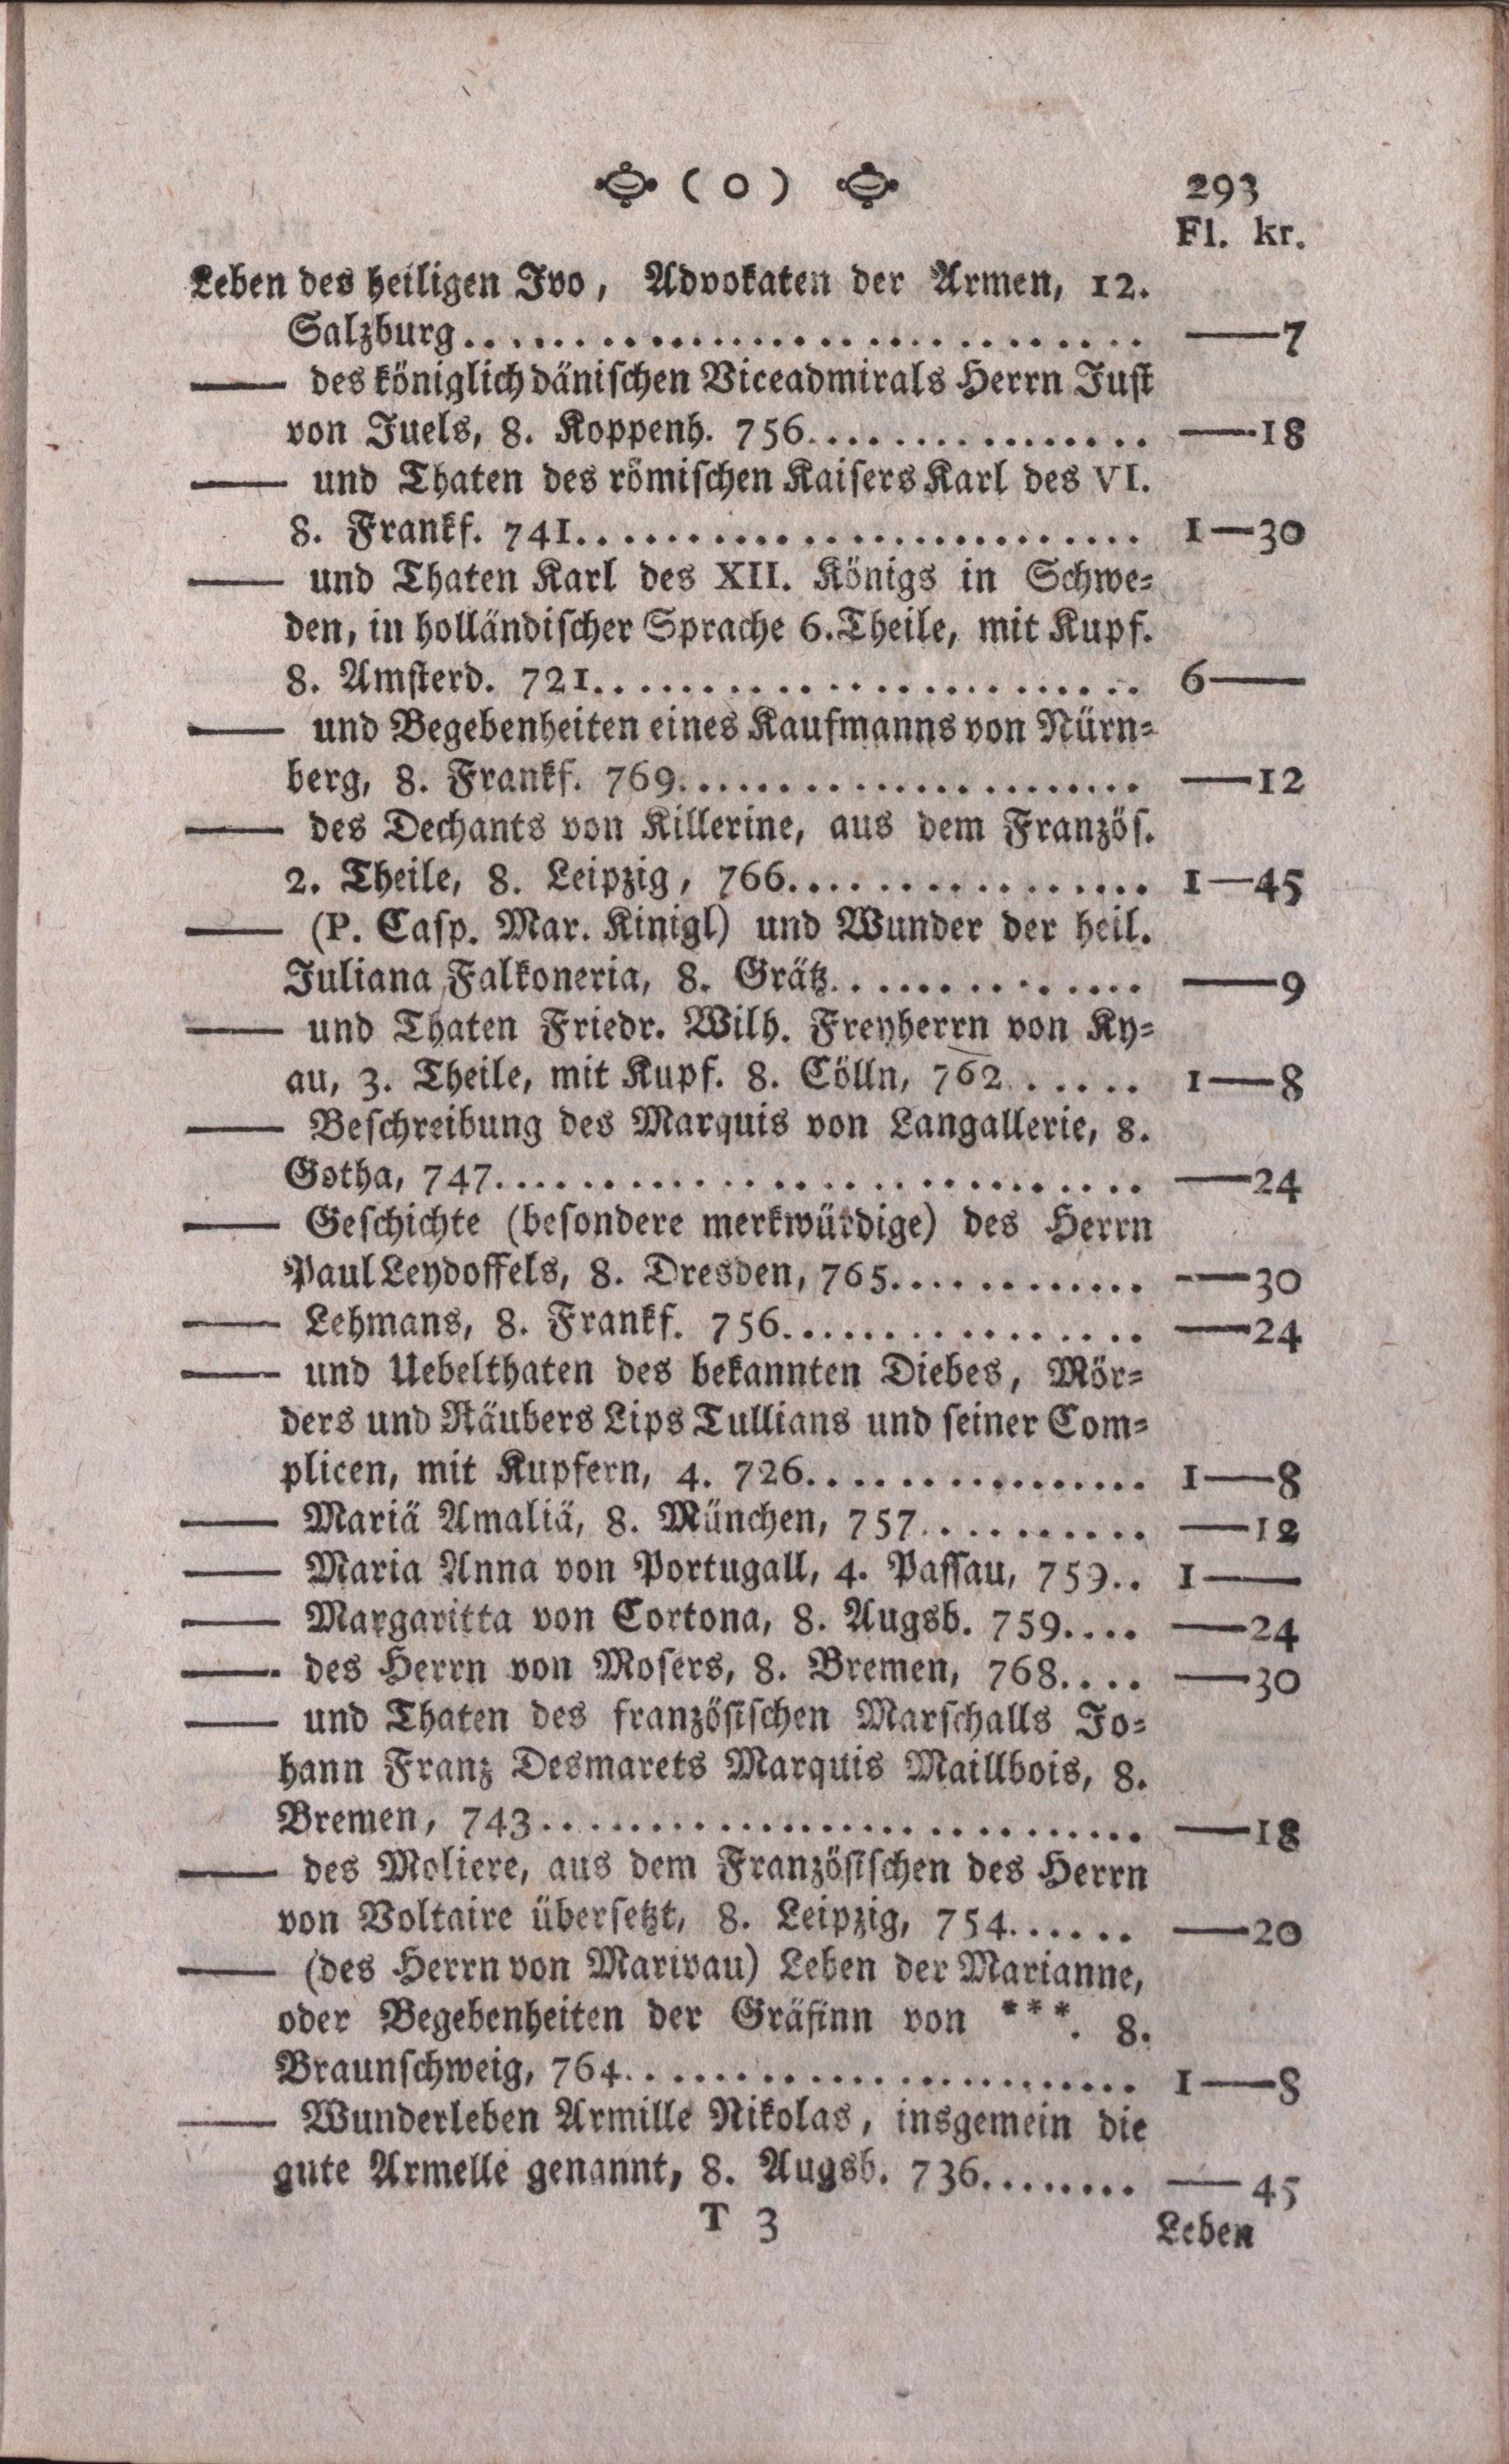 ( o ) 293
Fl. kr.
Leben des heiligen Ivo, Advokaten der Armen, 12.
Salzburg.............................. ——7
—— des königlich dänischen Viceadmirals Herrn Just
von Juels, 8. Koppenh. 756................ ——18
—— und Thaten des römischen Kaisers Karl des VI.
8. Frankf. 741.......................... 1—30
—— und Thaten Karl des XII. Königs in Schwe-
den, in holländischer Sprache 6. Theile, mit Kupf.
8. Amsterd. 721......................... 6——
—— und Begebenheiten eines Kaufmanns von Nürn-
berg, 8. Frankf. 769..................... ——12
—— des Dechants von Killerine, aus dem Französ.
2. Theile, 8. Leipzig, 766................. 1—45
—— (P. Casp. Mar. Kinigl) und Wunder der heil.
Juliana Falkoneria, 8. Grätz.............. ——9
—— und Thaten Friedr. Wilh. Freyherrn von Ky-
au, 3. Theile, mit Kupf. 8. Cölln, 762...... 1——8
—— Beschreibung des Marquis von Langallerie, 8.
Gotha, 747............................. ——24
—— Geschichte (besondere merkwürdige) des Herrn
Paul Leydoffels, 8. Dresden, 765............ ——30
—— Lehmans, 8. Frankf. 756................ ——24
—— und Uebelthaten des bekannten Diebes, Mör-
ders und Räubers Lips Tullians und seiner Com-
plicen, mit Kupfern, 4. 726................ 1——8
—— Mariä Amaliä, 8. München, 757.......... ——12
—— Maria Anna von Portugall, 4. Passau, 759.. 1——
—— Margaritta von Cortona, 8. Augsb. 759.... ——24
—— des Herrn von Mosers, 8. Bremen, 768.... ——30
—— und Thaten des französischen Marschalls Jo-
hann Franz Desmarets Marquis Maillbois, 8.
Bremen, 743........................... ——18
—— des Moliere, aus dem Französischen des Herrn
von Voltaire übersetzt, 8. Leipzig, 754...... ——20
—— (des Herrn von Marivau) Leben der Marianne,
oder Begebenheiten der Gräfinn von ***. 8.
Braunschweig, 764....................... 1——8
—— Wunderleben Armille Nikolas, insgemein die
gute Armelle genannt, 8. Augsb. 736........ ——45
T 3
Leben